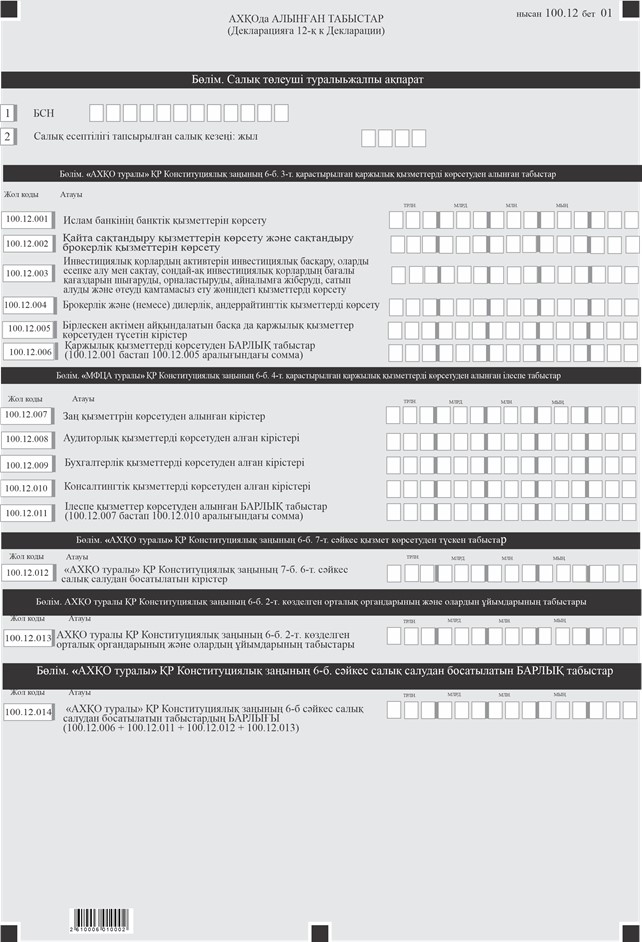 АХҚОда АЛЫНҒАН ТАБЫСТАР
(Декларацияға 12-қ к Декларации)
нысан 100.12 бет 01
Бөлім. Салық төлеуші туралыьжалпы ақпарат
1 БСН
2 Салық есептілігі тапсырылған салық кезеңі: жыл
Бөлім. «АХҚО туралы» ҚР Конституциялық заңының 6-б. 3-т. қарастырылған қаржылық қызметтерді көрсетуден алынған табыстар
Жол коды Атауы
ТРЛН МЛРД МЛН МЫҢ
100.12.001 Ислам банкінің банктік қызметтерін көрсету
100.12.002 Қайта сақтандыру қызметтерін көрсету және сақтандыру
брокерлік қызметтерін көрсету
100.12.003 Инвестициялық қорлардың активтерін инвестициялық басқару, оларды
есепке алу мен сақтау, сондай-ақ инвестициялық қорлардың бағалы
қағаздарын шығаруды, орналастыруды, айналымға жіберуді, сатып
алуды және өтеуді қамтамасыз ету жөніндегі қызметтерді көрсету
100.12.004 Брокерлік және (немесе) дилерлік, андеррайтингтік қызметтерді көрсету
100.12.005 Бірлескен актімен айқындалатын басқа да қаржылық қызметтер
көрсетуден түсетін кірістер
100.12.006 Қаржылық қызметтерді көрсетуден БАРЛЫҚ табыстар
(100.12.001 бастап 100.12.005 аралығындағы сомма)
Бөлім. «МФЦА туралы» ҚР Конституциялық заңының 6-б. 4-т. қарастырылған қаржылық қызметтерді көрсетуден алынған ілеспе табыстар
Жол коды Атауы
ТРЛН МЛРД МЛН МЫҢ
100.12.007 Заң қызметтрін көрсетуден алынған кірістер
100.12.008 Аудиторлық қызметтерді көрсетуден алған кірістері
100.12.009 Бухгалтерлік қызметтерді көрсетуден алған кірістері
100.12.010 Консалтингтік қызметтерді көрсетуден алған кірістері
100.12.011 Ілеспе қызметтер көрсетуден алынған БАРЛЫҚ табыстар
(100.12.007 бастап 100.12.010 аралығындағы сомма)
Бөлім. «АХҚО туралы» ҚР Конституциялық заңының 6-б. 7-т. сәйкес қызмет көрсетуден түскен табыстар
Жол коды Атауы
ТРЛН МЛРД МЛН МЫҢ
100.12.012 «АХҚО туралы» ҚР Конституциялық заңының 7-б. 6-т. сәйкес
салық салудан босатылатын кірістер
Бөлім. АХҚО туралы ҚР Конституциялық заңының 6-б. 2-т. көзделген орталық органдарының және олардың ұйымдарының табыстары
Жол коды Атауы
ТРЛН МЛРД МЛН МЫҢ
100.12.013 АХҚО туралы ҚР Конституциялық заңының 6-б. 2-т. көзделген
орталық органдарының және олардың ұйымдарының табыстары
Бөлім. «АХҚО туралы» ҚР Конституциялық заңының 6-б. сәйкес салық салудан босатылатын БАРЛЫҚ табыстар
Жол коды Атауы
ТРЛН МЛРД МЛН МЫҢ
100.12.014 «АХҚО туралы» ҚР Конституциялық заңының 6-б сәйкес салық
салудан босатылатын табыстардың БАРЛЫҒЫ
(100.12.006 + 100.12.011 + 100.12.012 + 100.12.013)
2610006010002